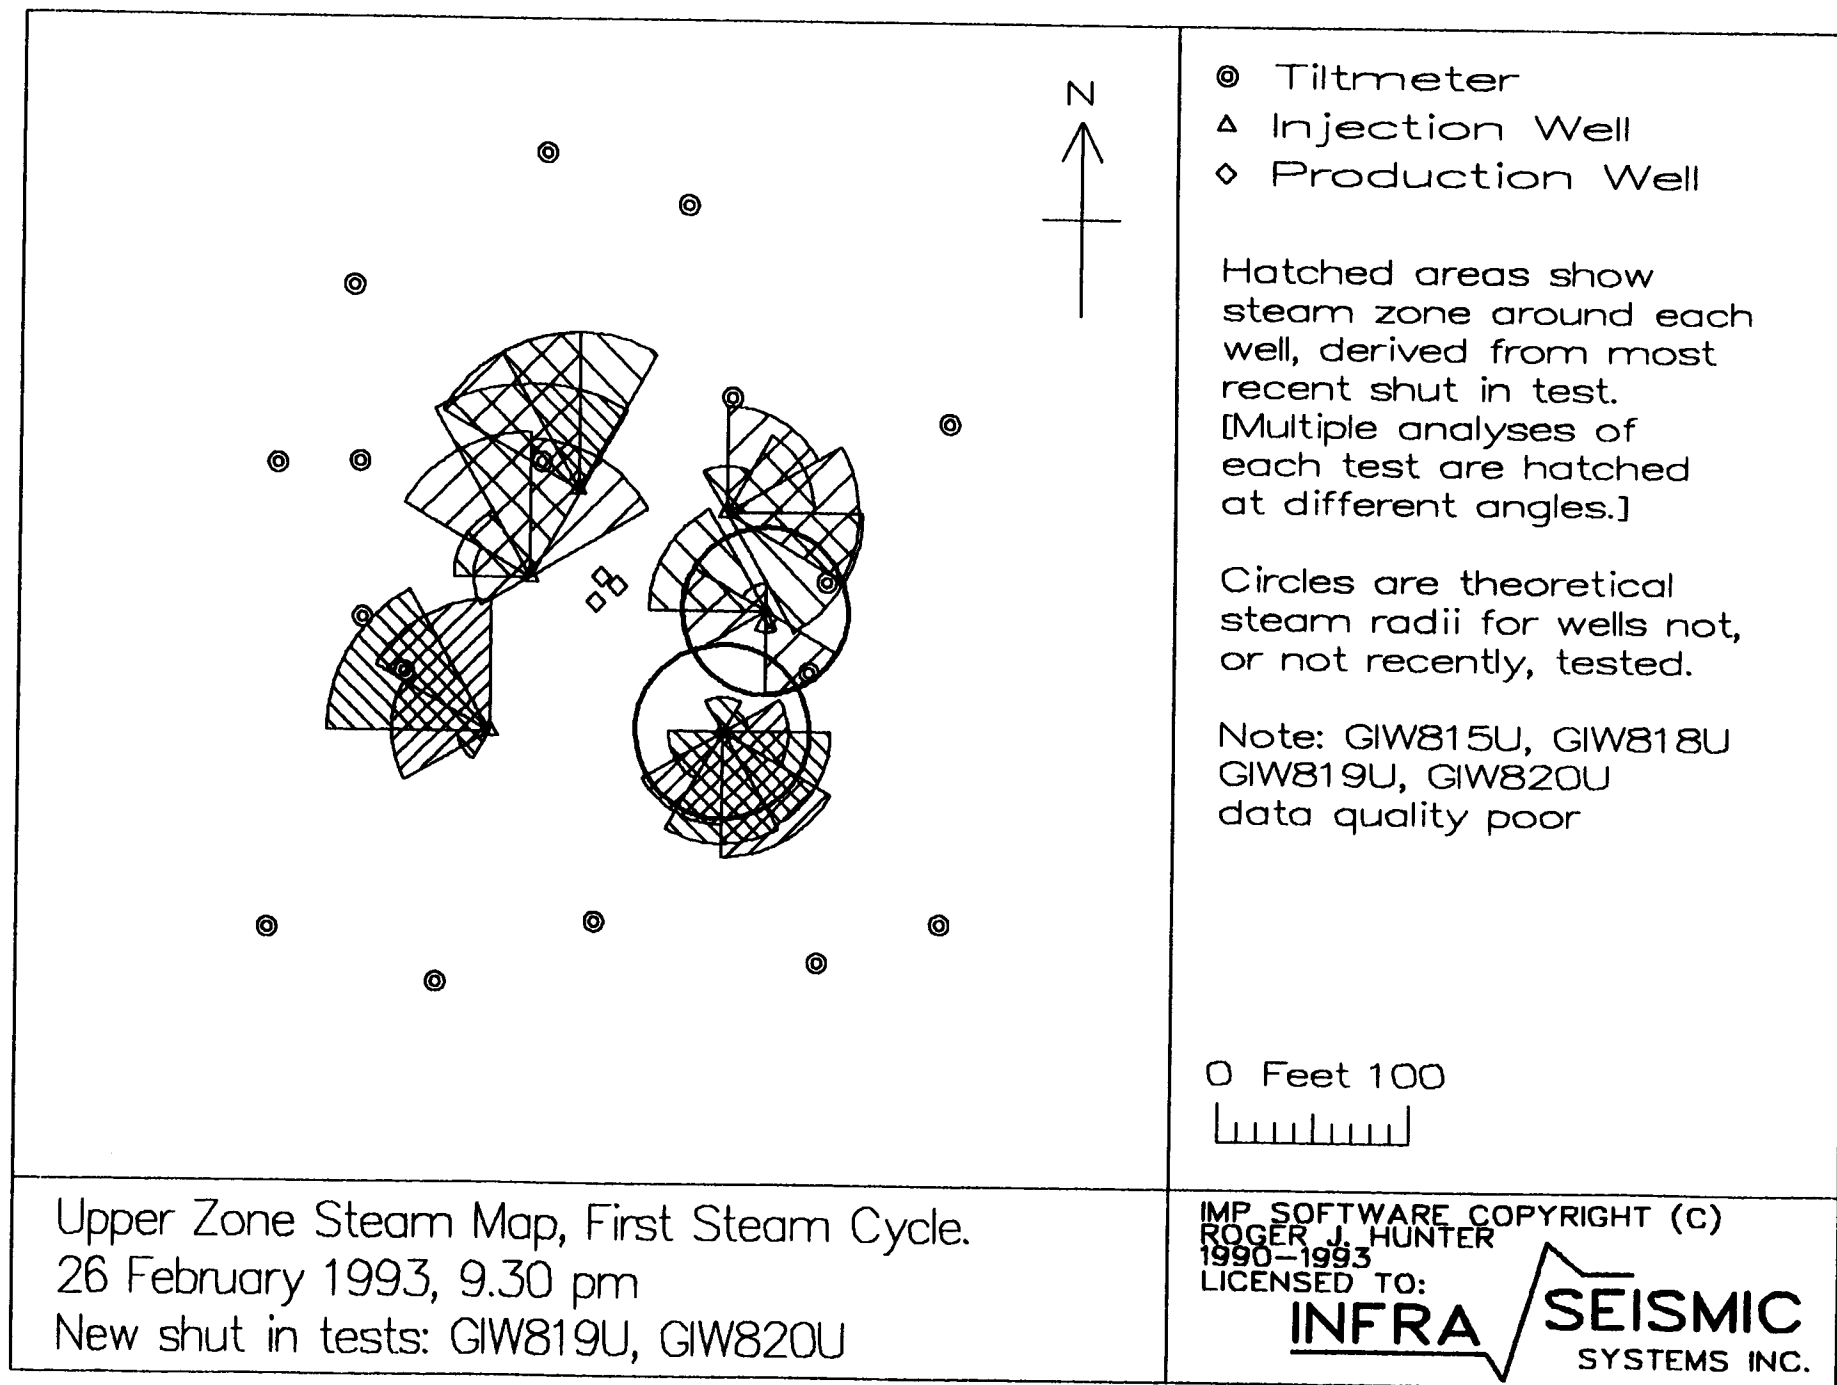 N
Tiltmeter
Injection Well
Production Well
Hatched areas show
steam zone around each
well, derived from most
recent shut in test.
[Multiple analyses of
each test are hatched
at different angles.]
Circles are theoretical
steam radii for wells not,
or not recently, tested.
Note: GIW815U, GIW818U
GIW819U, GIW820U
data quality poor
0 Feet 100
Upper Zone Steam Map, First Steam Cycle.
26 February 1993, 9.30 pm
New shut in tests: GIW819U, GIW820U
IMP SOFTWARE COPYRIGHT (C)
ROGER J. HUNTER
1990-1993
LICENSED TO:
INFRA SEISMIC
SYSTEMS INC.